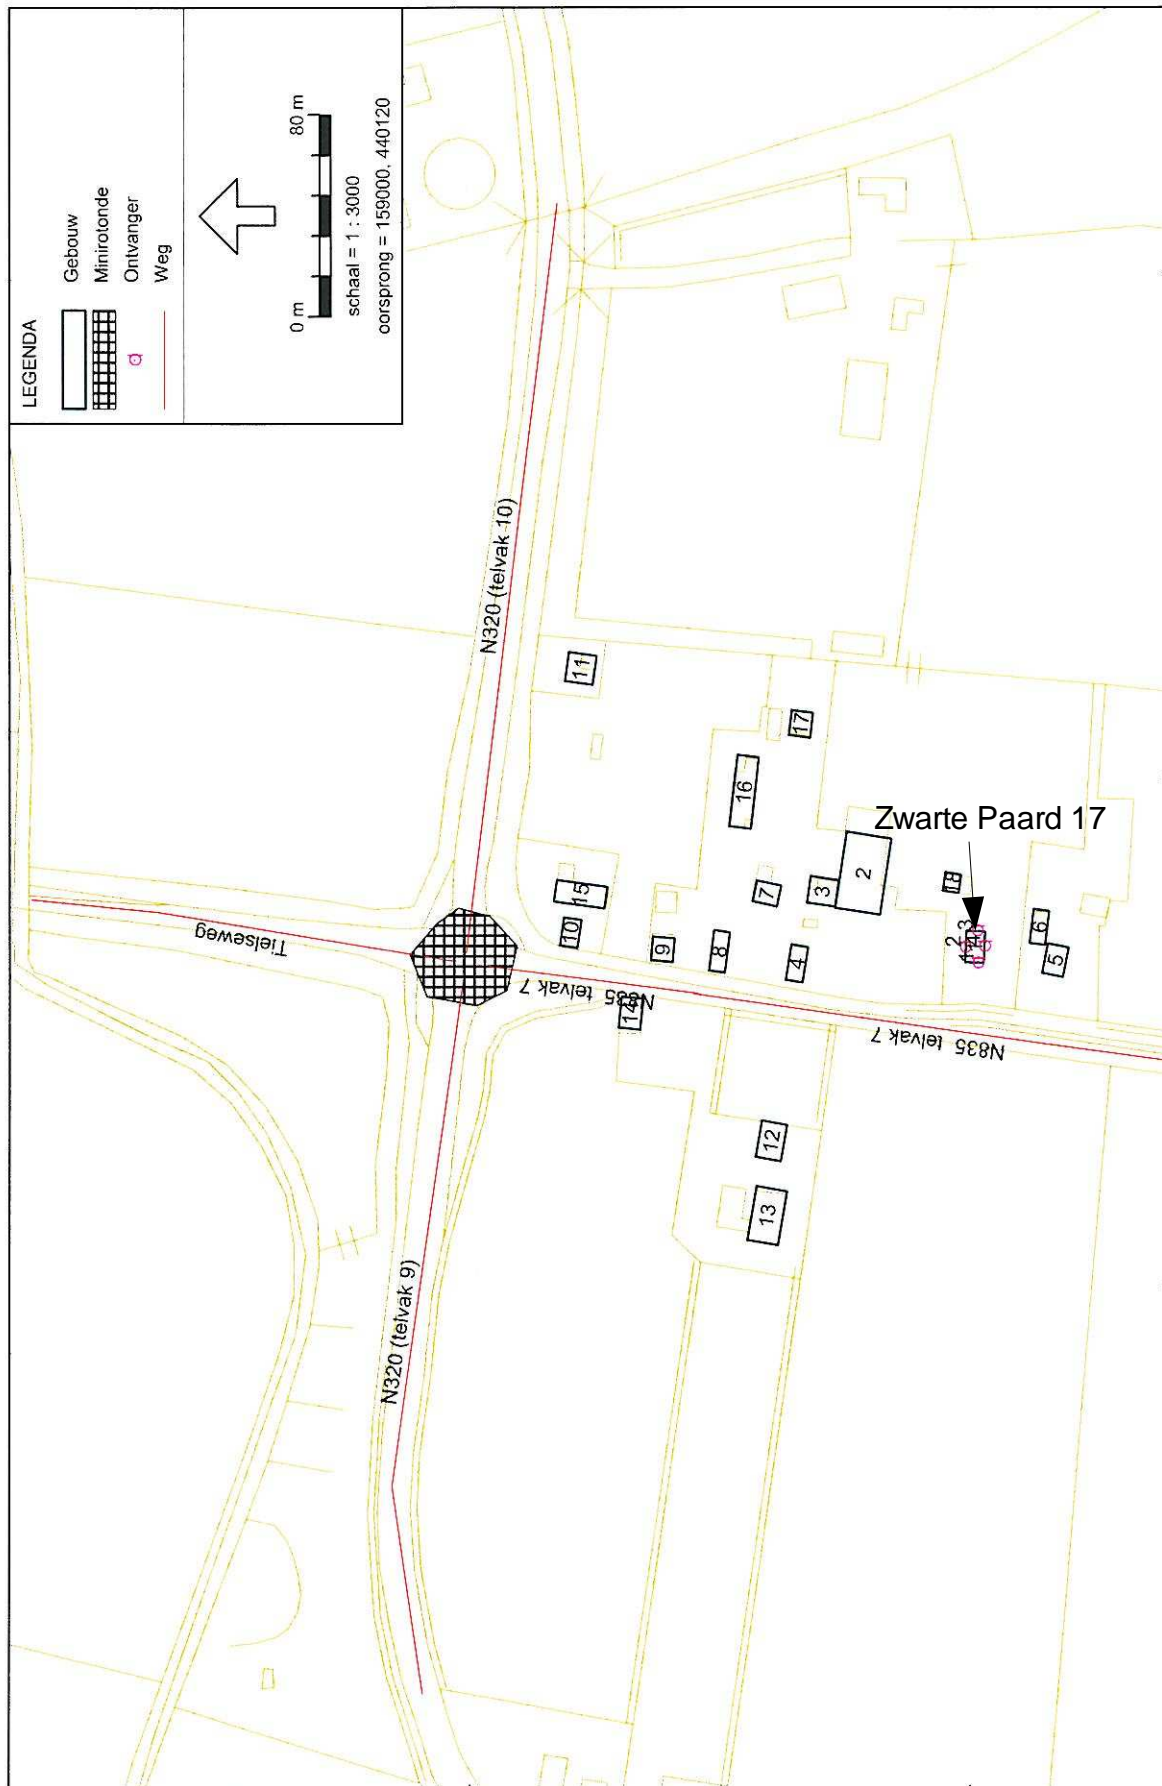 LEGENDA
Gebouw
Minirotonde
Ontvanger
Weg
0 m 80 m
schaal = 1 : 3000
oorsprong = 159000, 440120
N320 (telvak 10)
Tielseweg
N320 (telvak 9)
N835 telvak 7
N835 telvak 7
Zwarte Paard 17
11
17
16
15
10
7
3
2
9
8
4
14
18
2
3
6
5
12
13